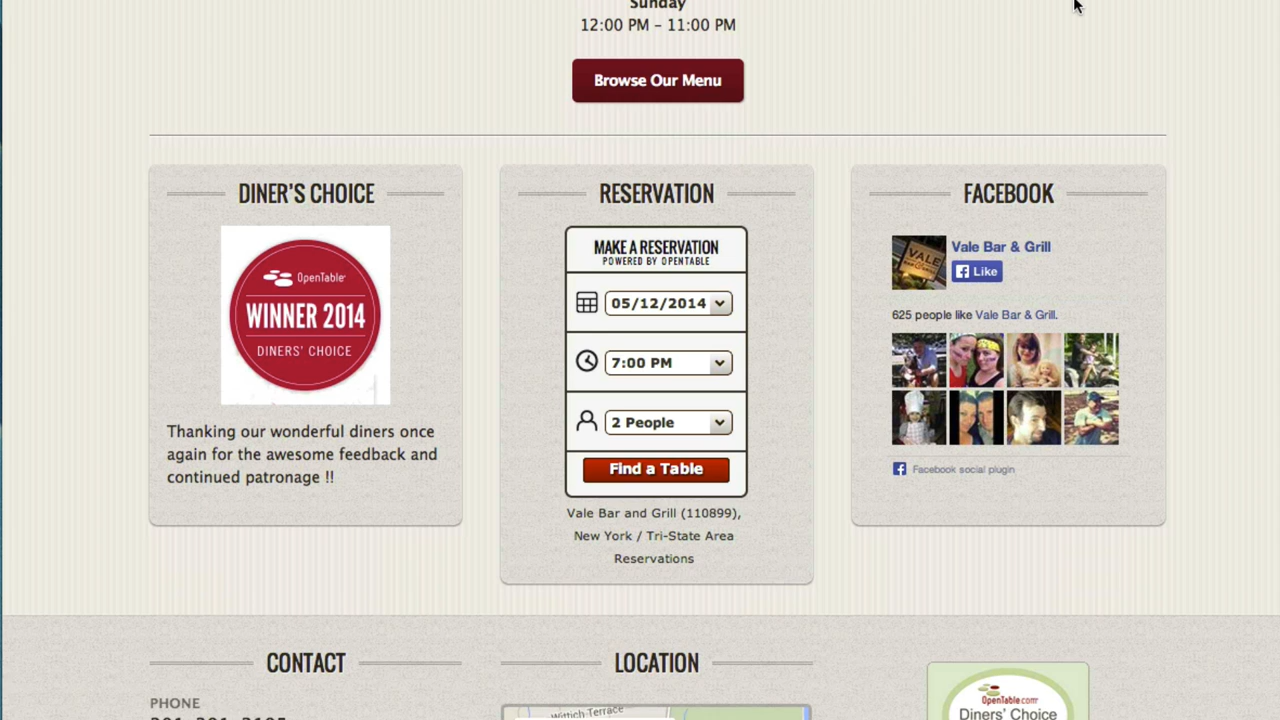 Sunday
12:00 PM – 11:00 PM
Browse Our Menu
DINER'S CHOICE
OpenTable
WINNER 2014
DINERS' CHOICE
Thanking our wonderful diners once
again for the awesome feedback and
continued patronage !!
RESERVATION
MAKE A RESERVATION
POWERED BY OPENTABLE
05/12/2014
7:00 PM
2 People
Find a Table
Vale Bar and Grill (110899),
New York / Tri-State Area
Reservations
FACEBOOK
VALE
Vale Bar & Grill
Like
625 people like Vale Bar & Grill.
Facebook social plugin
CONTACT
PHONE
LOCATION
Wittich Terrace
OpenTable.com
Diners' Choice